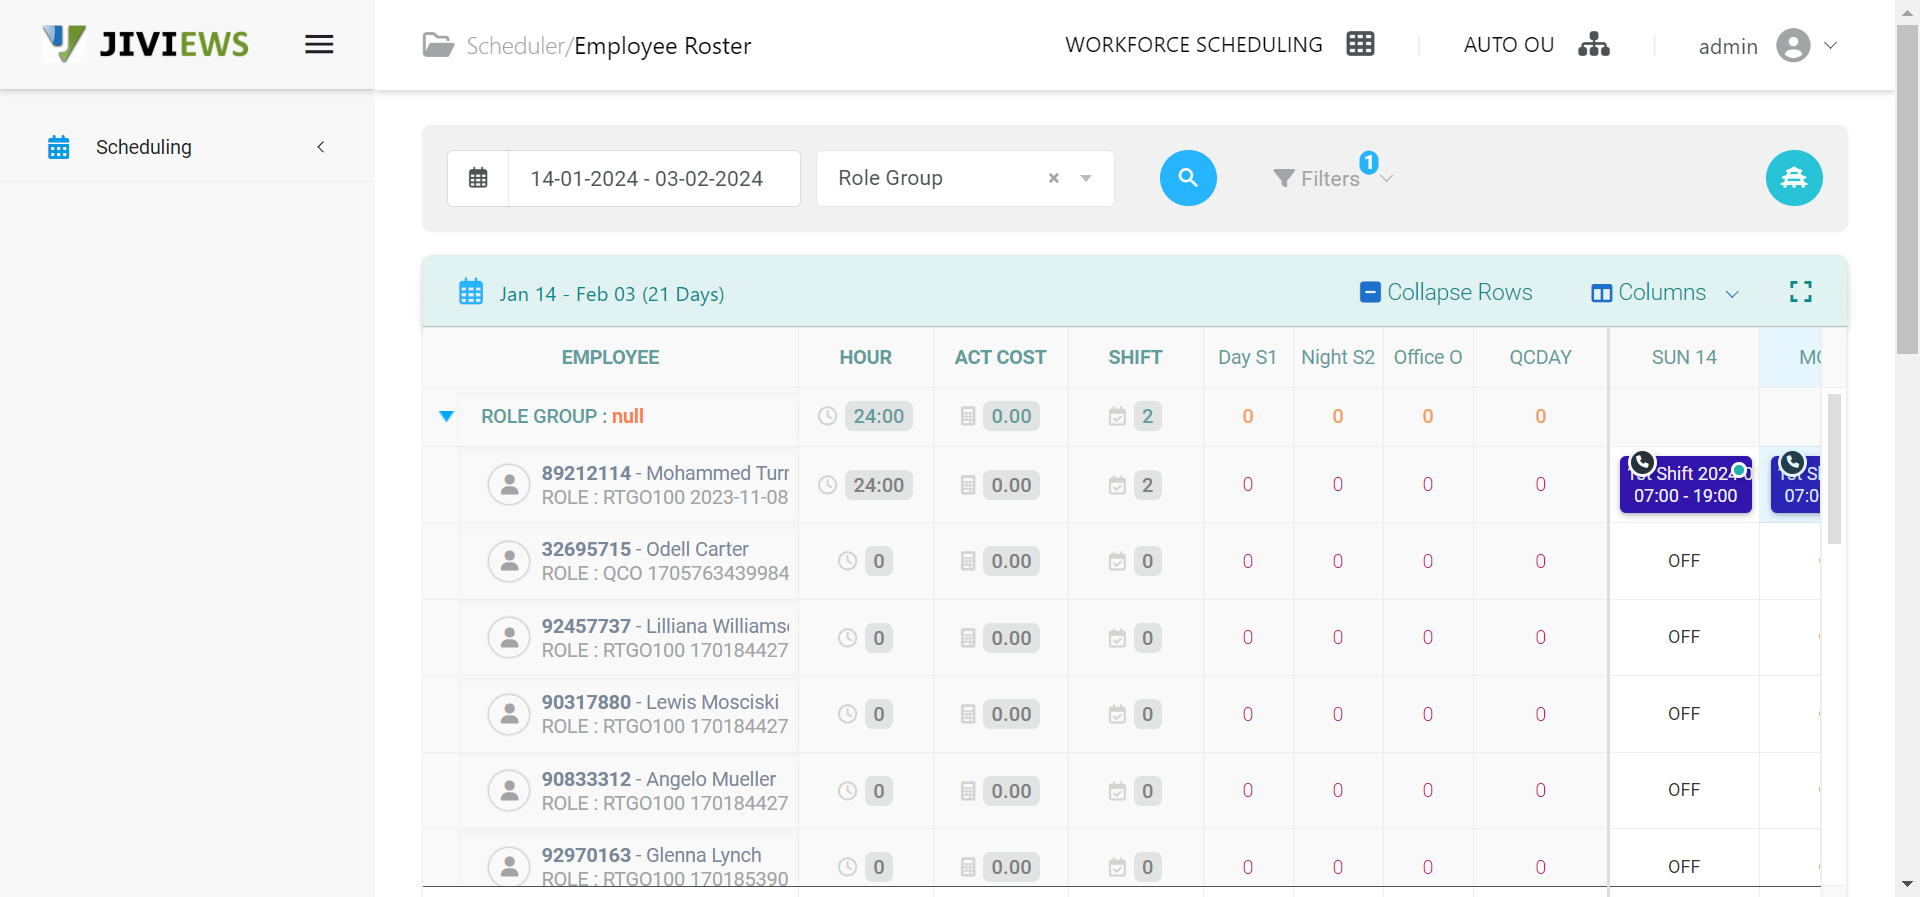 JIVIEWS
Scheduler/Employee Roster
WORKFORCE SCHEDULING
AUTO OU
admin
Scheduling
14-01-2024 - 03-02-2024
Role Group
Filters
1
Jan 14 - Feb 03 (21 Days)
Collapse Rows
Columns
EMPLOYEE HOUR ACT COST SHIFT Day S1 Night S2 Office O QCDAY SUN 14
ROLE GROUP : null 24:00 0.00 2 0 0 0 0
89212114 - Mohammed Turr
ROLE : RTGO100 2023-11-08
24:00 0.00 2 0 0 0 0
1st Shift 2024-0
07:00 - 19:00
07:0
32695715 - Odell Carter
ROLE : QCO 1705763439984
0 0.00 0 0 0 0 0 OFF
92457737 - Lilliana Williams
ROLE : RTGO100 170184427
0 0.00 0 0 0 0 0 OFF
90317880 - Lewis Mosciski
ROLE : RTGO100 170184427
0 0.00 0 0 0 0 0 OFF
90833312 - Angelo Mueller
ROLE : RTGO100 170184427
0 0.00 0 0 0 0 0 OFF
92970163 - Glenna Lynch
ROLE : RTGO100 170185390
0 0.00 0 0 0 0 0 OFF